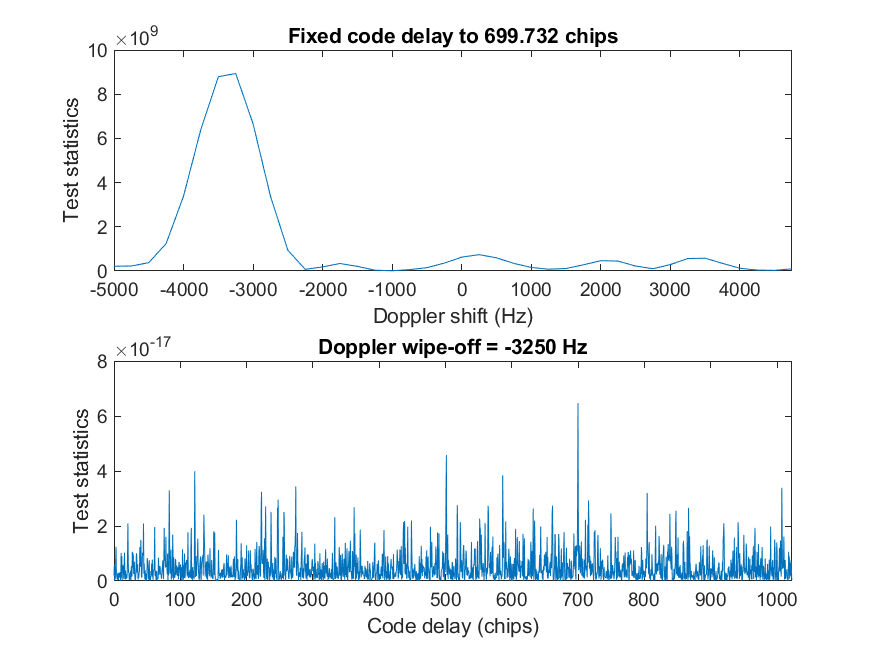 ×10^9
Fixed code delay to 699.732 chips
10
8
6
4
2
0
Test statistics
-5000 -4000 -3000 -2000 -1000 0 1000 2000 3000 4000
Doppler shift (Hz)
×10^-17
Doppler wipe-off = -3250 Hz
8
6
4
2
0
Test statistics
0 100 200 300 400 500 600 700 800 900 1000
Code delay (chips)